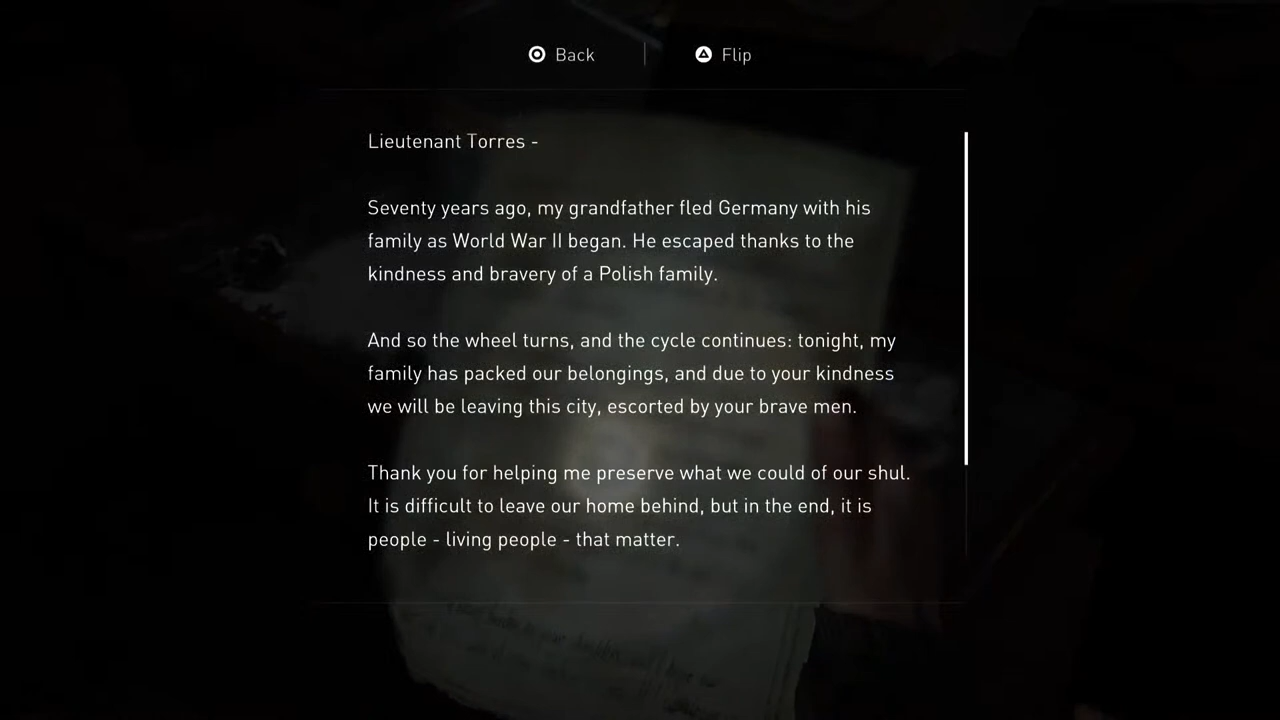 Back
Flip
Lieutenant Torres -
Seventy years ago, my grandfather fled Germany with his
family as World War II began. He escaped thanks to the
kindness and bravery of a Polish family.
And so the wheel turns, and the cycle continues: tonight, my
family has packed our belongings, and due to your kindness
we will be leaving this city, escorted by your brave men.
Thank you for helping me preserve what we could of our shul.
It is difficult to leave our home behind, but in the end, it is
people - living people - that matter.